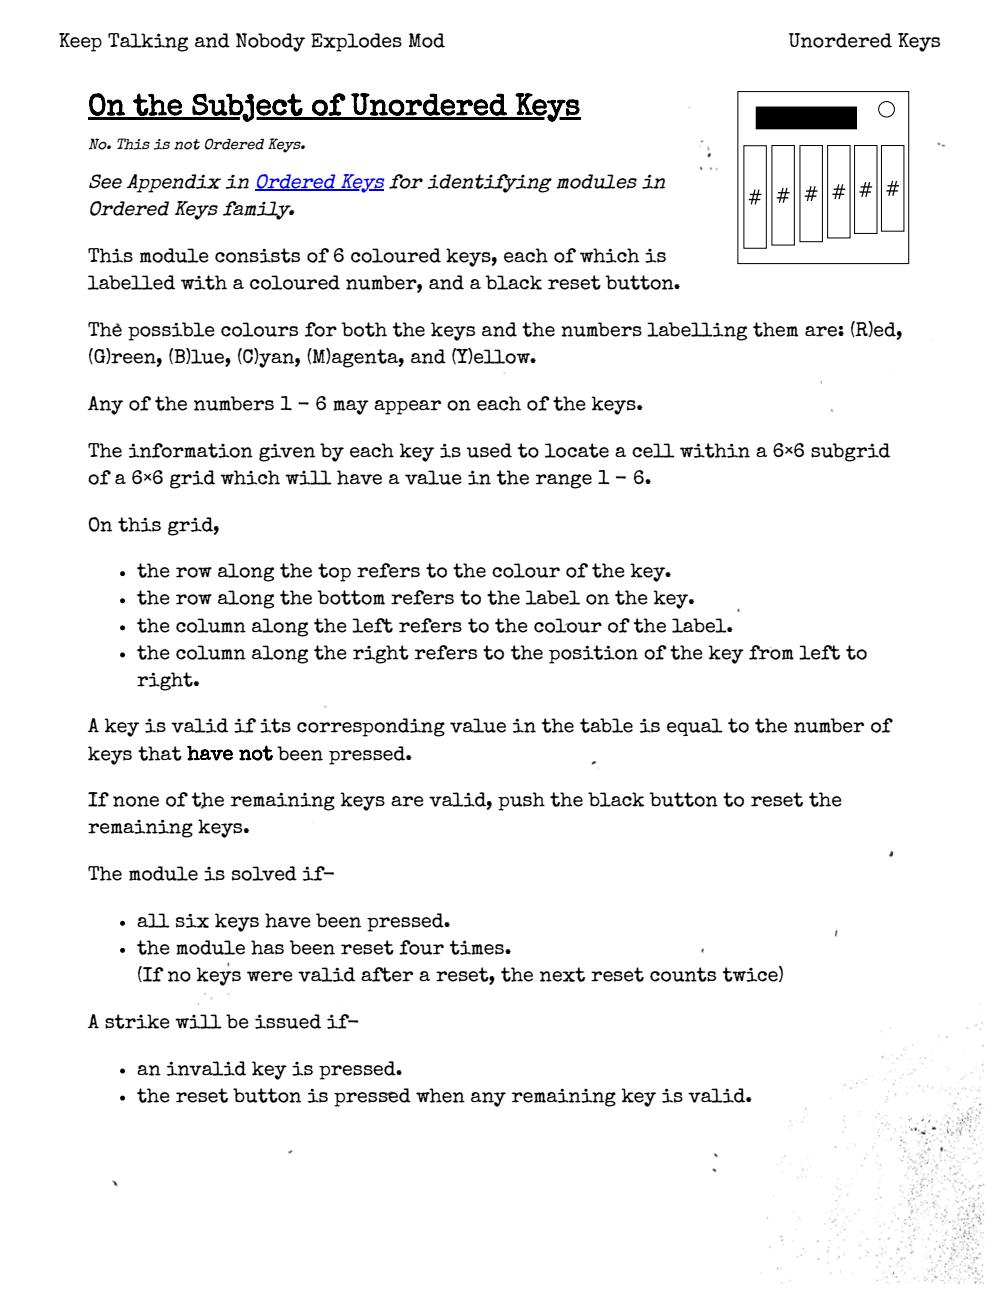 Keep Talking and Nobody Explodes Mod
Unordered Keys
On the Subject of Unordered Keys
No. This is not Ordered Keys.
See Appendix in Ordered Keys for identifying modules in
Ordered Keys family.
# # # # # #
This module consists of 6 coloured keys, each of which is
labelled with a coloured number, and a black reset button.
The possible colours for both the keys and the numbers labelling them are: (R)ed,
(G)reen, (B)lue, (C)yan, (M)agenta, and (Y)ellow.
Any of the numbers 1 – 6 may appear on each of the keys.
The information given by each key is used to locate a cell within a 6×6 subgrid
of a 6×6 grid which will have a value in the range 1 – 6.
On this grid,
• the row along the top refers to the colour of the key.
• the row along the bottom refers to the label on the key.
• the column along the left refers to the colour of the label.
• the column along the right refers to the position of the key from left to
right.
A key is valid if its corresponding value in the table is equal to the number of
keys that have not been pressed.
If none of the remaining keys are valid, push the black button to reset the
remaining keys.
The module is solved if–
• all six keys have been pressed.
• the module has been reset four times.
(If no keys were valid after a reset, the next reset counts twice)
A strike will be issued if–
• an invalid key is pressed.
• the reset button is pressed when any remaining key is valid.